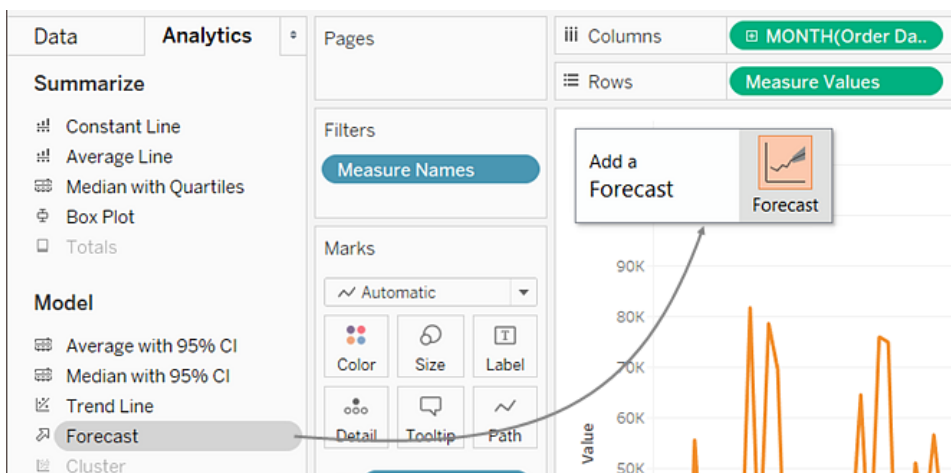 Data
Analytics
Summarize
Constant Line
Average Line
Median with Quartiles
Box Plot
Totals
Model
Average with 95% CI
Median with 95% CI
Trend Line
Forecast
Cluster
Pages
Filters
Measure Names
Marks
Automatic
Color
Size
Label
Detail
Tooltip
Path
Columns
MONTH(Order Da..
Rows
Measure Values
Add a
Forecast
Forecast
90K
80K
70K
60K
50K
Value